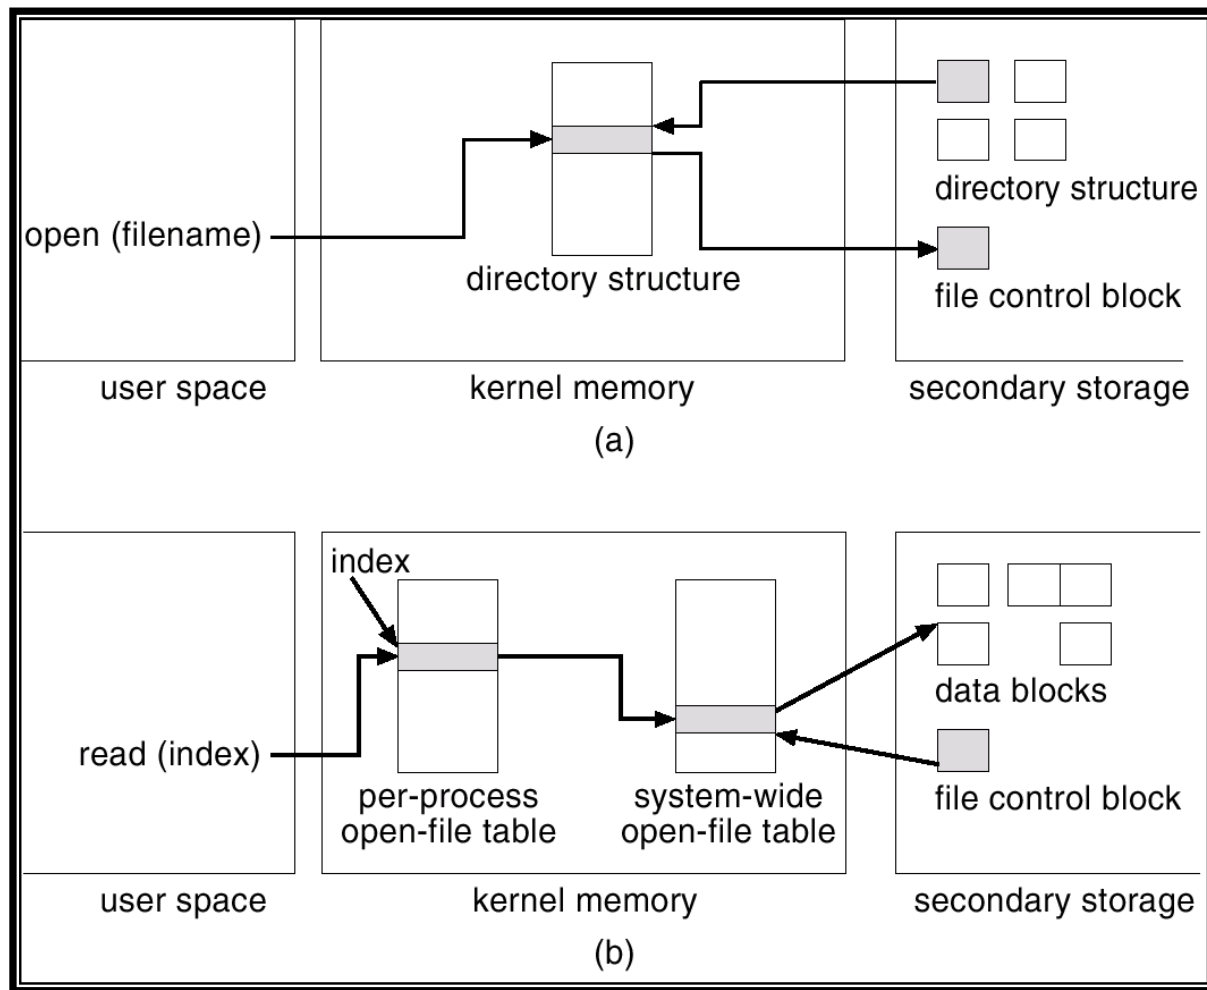 directory structure
open (filename)
directory structure
file control block
user space
kernel memory
secondary storage
(a)
index
data blocks
read (index)
per-process
open-file table
system-wide
open-file table
file control block
user space
kernel memory
secondary storage
(b)